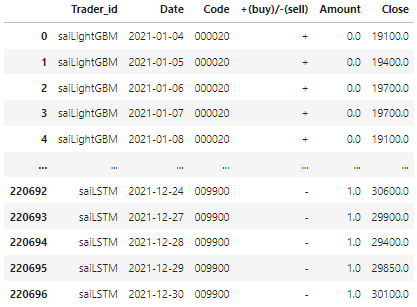 Trader_id Date Code +(buy)/-(sell) Amount Close
0 saiLightGBM 2021-01-04 000020 + 0.0 19100.0
1 saiLightGBM 2021-01-05 000020 + 0.0 19400.0
2 saiLightGBM 2021-01-06 000020 + 0.0 19700.0
3 saiLightGBM 2021-01-07 000020 + 0.0 19700.0
4 saiLightGBM 2021-01-08 000020 + 0.0 19100.0
... ... ... ... ... ... ...
220692 saiLSTM 2021-12-24 009900 - 1.0 30600.0
220693 saiLSTM 2021-12-27 009900 - 1.0 29900.0
220694 saiLSTM 2021-12-28 009900 - 1.0 29400.0
220695 saiLSTM 2021-12-29 009900 - 1.0 29850.0
220696 saiLSTM 2021-12-30 009900 - 1.0 30100.0